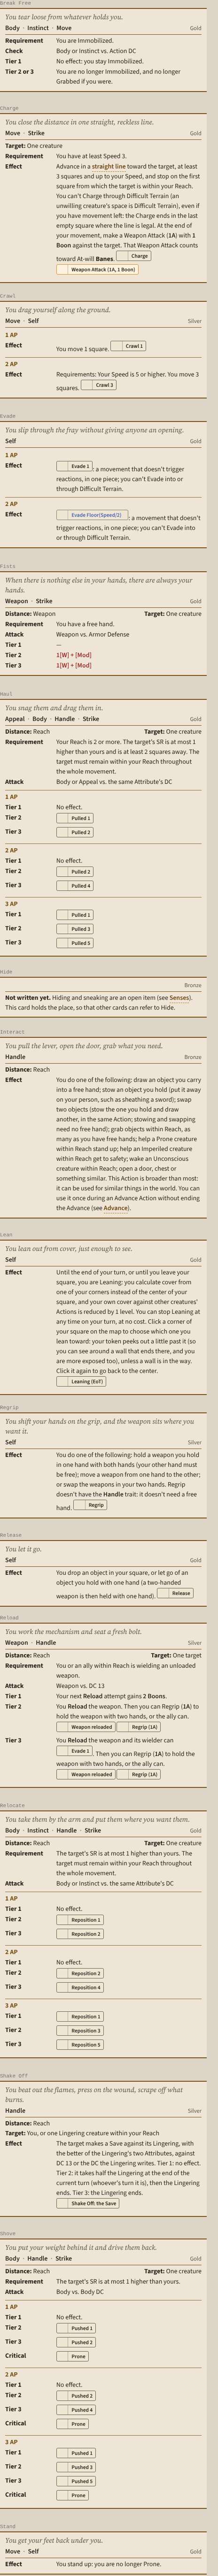 Break Free
You tear loose from whatever holds you.
Body · Instinct · Move Gold
Requirement You are Immobilized.
Check Body or Instinct vs. Action DC
Tier 1 No effect: you stay Immobilized.
Tier 2 or 3 You are no longer Immobilized, and no longer
Grabbed if you were.
Charge
You close the distance in one straight, reckless line.
Move · Strike Gold
Target: One creature
Requirement You have at least Speed 3.
Effect Advance in a straight line toward the target, at least
3 squares and up to your Speed, and stop on the first
square from which the target is within your Reach.
You can't Charge through Difficult Terrain (an
unwilling creature's space is Difficult Terrain), even if
you have movement left: the Charge ends in the last
empty square where the line is legal. At the end of
your movement, make a Weapon Attack (1A) with 1
Boon against the target. That Weapon Attack counts
toward At-will Banes. Charge
Weapon Attack (1A, 1 Boon)
Crawl
You drag yourself along the ground.
Move · Self Silver
1 AP
Effect You move 1 square. Crawl 1
2 AP
Effect Requirements: Your Speed is 5 or higher. You move 3
squares. Crawl 3
Evade
You slip through the fray without giving anyone an opening.
Self Gold
1 AP
Effect Evade 1 : a movement that doesn't trigger
reactions, in one piece; you can't Evade into or
through Difficult Terrain.
2 AP
Effect Evade Floor(Speed/2) : a movement that doesn't
trigger reactions, in one piece; you can't Evade into
or through Difficult Terrain.
Fists
When there is nothing else in your hands, there are always your
hands.
Weapon · Strike Gold
Distance: Weapon Target: One creature
Requirement You have a free hand.
Attack Weapon vs. Armor Defense
Tier 1 —
Tier 2 1[W] + [Mod]
Tier 3 1[W] + [Mod]
Haul
You snag them and drag them in.
Appeal · Body · Handle · Strike Gold
Distance: Reach Target: One creature
Requirement Your Reach is 2 or more. The target's SR is at most 1
higher than yours and is at least 2 squares away. The
target must remain within your Reach throughout
the whole movement.
Attack Body or Appeal vs. the same Attribute's DC
1 AP
Tier 1 No effect.
Tier 2 Pulled 1
Tier 3 Pulled 2
2 AP
Tier 1 No effect.
Tier 2 Pulled 2
Tier 3 Pulled 4
3 AP
Tier 1 Pulled 1
Tier 2 Pulled 3
Tier 3 Pulled 5
Hide
Bronze
Not written yet. Hiding and sneaking are an open item (see Senses).
This card holds the place, so that other cards can refer to Hide.
Interact
You pull the lever, open the door, grab what you need.
Handle Bronze
Distance: Reach
Effect You do one of the following: draw an object you carry
into a free hand; stow an object you hold (put it away
on your person, such as sheathing a sword); swap
two objects (stow the one you hold and draw
another, in the same Action; stowing and swapping
need no free hand); grab objects within Reach, as
many as you have free hands; help a Prone creature
within Reach stand up; help an imperiled creature
within Reach get to safety; wake an Unconscious
creature within Reach; open a door, chest or
something similar. This Action is broader than most:
it can be used for similar things in the world. You can
use it once during an Advance Action without ending
the Advance (see Advance).
Lean
You lean out from cover, just enough to see.
Self Gold
Effect Until the end of your turn, or until you leave your
square, you are Leaning: you calculate cover from
one of your corners instead of the center of your
square, and your own cover against other creatures'
Actions is reduced by 1 level. You can stop Leaning at
any time on your turn, at no cost. Click a corner of
your square on the map to choose which one you
lean toward: your token peeks out a little past it (so
you can see around a wall that ends there, and you
are more exposed too), unless a wall is in the way.
Click it again to go back to the center.
Leaning (EoT)
Regrip
You shift your hands on the grip, and the weapon sits where you
want it.
Self Silver
Effect You do one of the following: hold a weapon you hold
in one hand with both hands (your other hand must
be free); move a weapon from one hand to the other;
or swap the weapons in your two hands. Regrip
doesn't have the Handle trait: it doesn't need a free
hand. Regrip
Release
You let it go.
Self Gold
Effect You drop an object in your square, or let go of an
object you hold with one hand (a two-handed
weapon is then held with one hand). Release
Reload
You work the mechanism and seat a fresh bolt.
Weapon · Handle Silver
Distance: Reach Target: One target
Requirement You or an ally within Reach is wielding an unloaded
weapon.
Attack Weapon vs. DC 13
Tier 1 Your next Reload attempt gains 2 Boons.
Tier 2 You Reload the weapon. Then you can Regrip (1A) to
hold the weapon with two hands, or the ally can.
Weapon reloaded Regrip (1A)
Tier 3 You Reload the weapon and its wielder can
Evade 1 . Then you can Regrip (1A) to hold the
weapon with two hands, or the ally can.
Weapon reloaded Regrip (1A)
Relocate
You take them by the arm and put them where you want them.
Body · Instinct · Handle · Strike Gold
Distance: Reach Target: One creature
Requirement The target's SR is at most 1 higher than yours. The
target must remain within your Reach throughout
the whole movement.
Attack Body or Instinct vs. the same Attribute's DC
1 AP
Tier 1 No effect.
Tier 2 Reposition 1
Tier 3 Reposition 2
2 AP
Tier 1 No effect.
Tier 2 Reposition 2
Tier 3 Reposition 4
3 AP
Tier 1 Reposition 1
Tier 2 Reposition 3
Tier 3 Reposition 5
Shake Off
You beat out the flames, press on the wound, scrape off what
burns.
Handle Silver
Distance: Reach
Target: You, or one Lingering creature within your Reach
Effect The target makes a Save against its Lingering, with
the better of the Lingering's two Attributes, against
DC 13 or the DC the Lingering writes. Tier 1: no effect.
Tier 2: it takes half the Lingering at the end of the
current turn (whoever's turn it is), then the Lingering
ends. Tier 3: the Lingering ends.
Shake Off: the Save
Shove
You put your weight behind it and drive them back.
Body · Handle · Strike Gold
Distance: Reach Target: One creature
Requirement The target's SR is at most 1 higher than yours.
Attack Body vs. Body DC
1 AP
Tier 1 No effect.
Tier 2 Pushed 1
Tier 3 Pushed 2
Critical Prone
2 AP
Tier 1 No effect.
Tier 2 Pushed 2
Tier 3 Pushed 4
Critical Prone
3 AP
Tier 1 Pushed 1
Tier 2 Pushed 3
Tier 3 Pushed 5
Critical Prone
Stand
You get your feet back under you.
Move · Self Silver
Effect You stand up: you are no longer Prone.